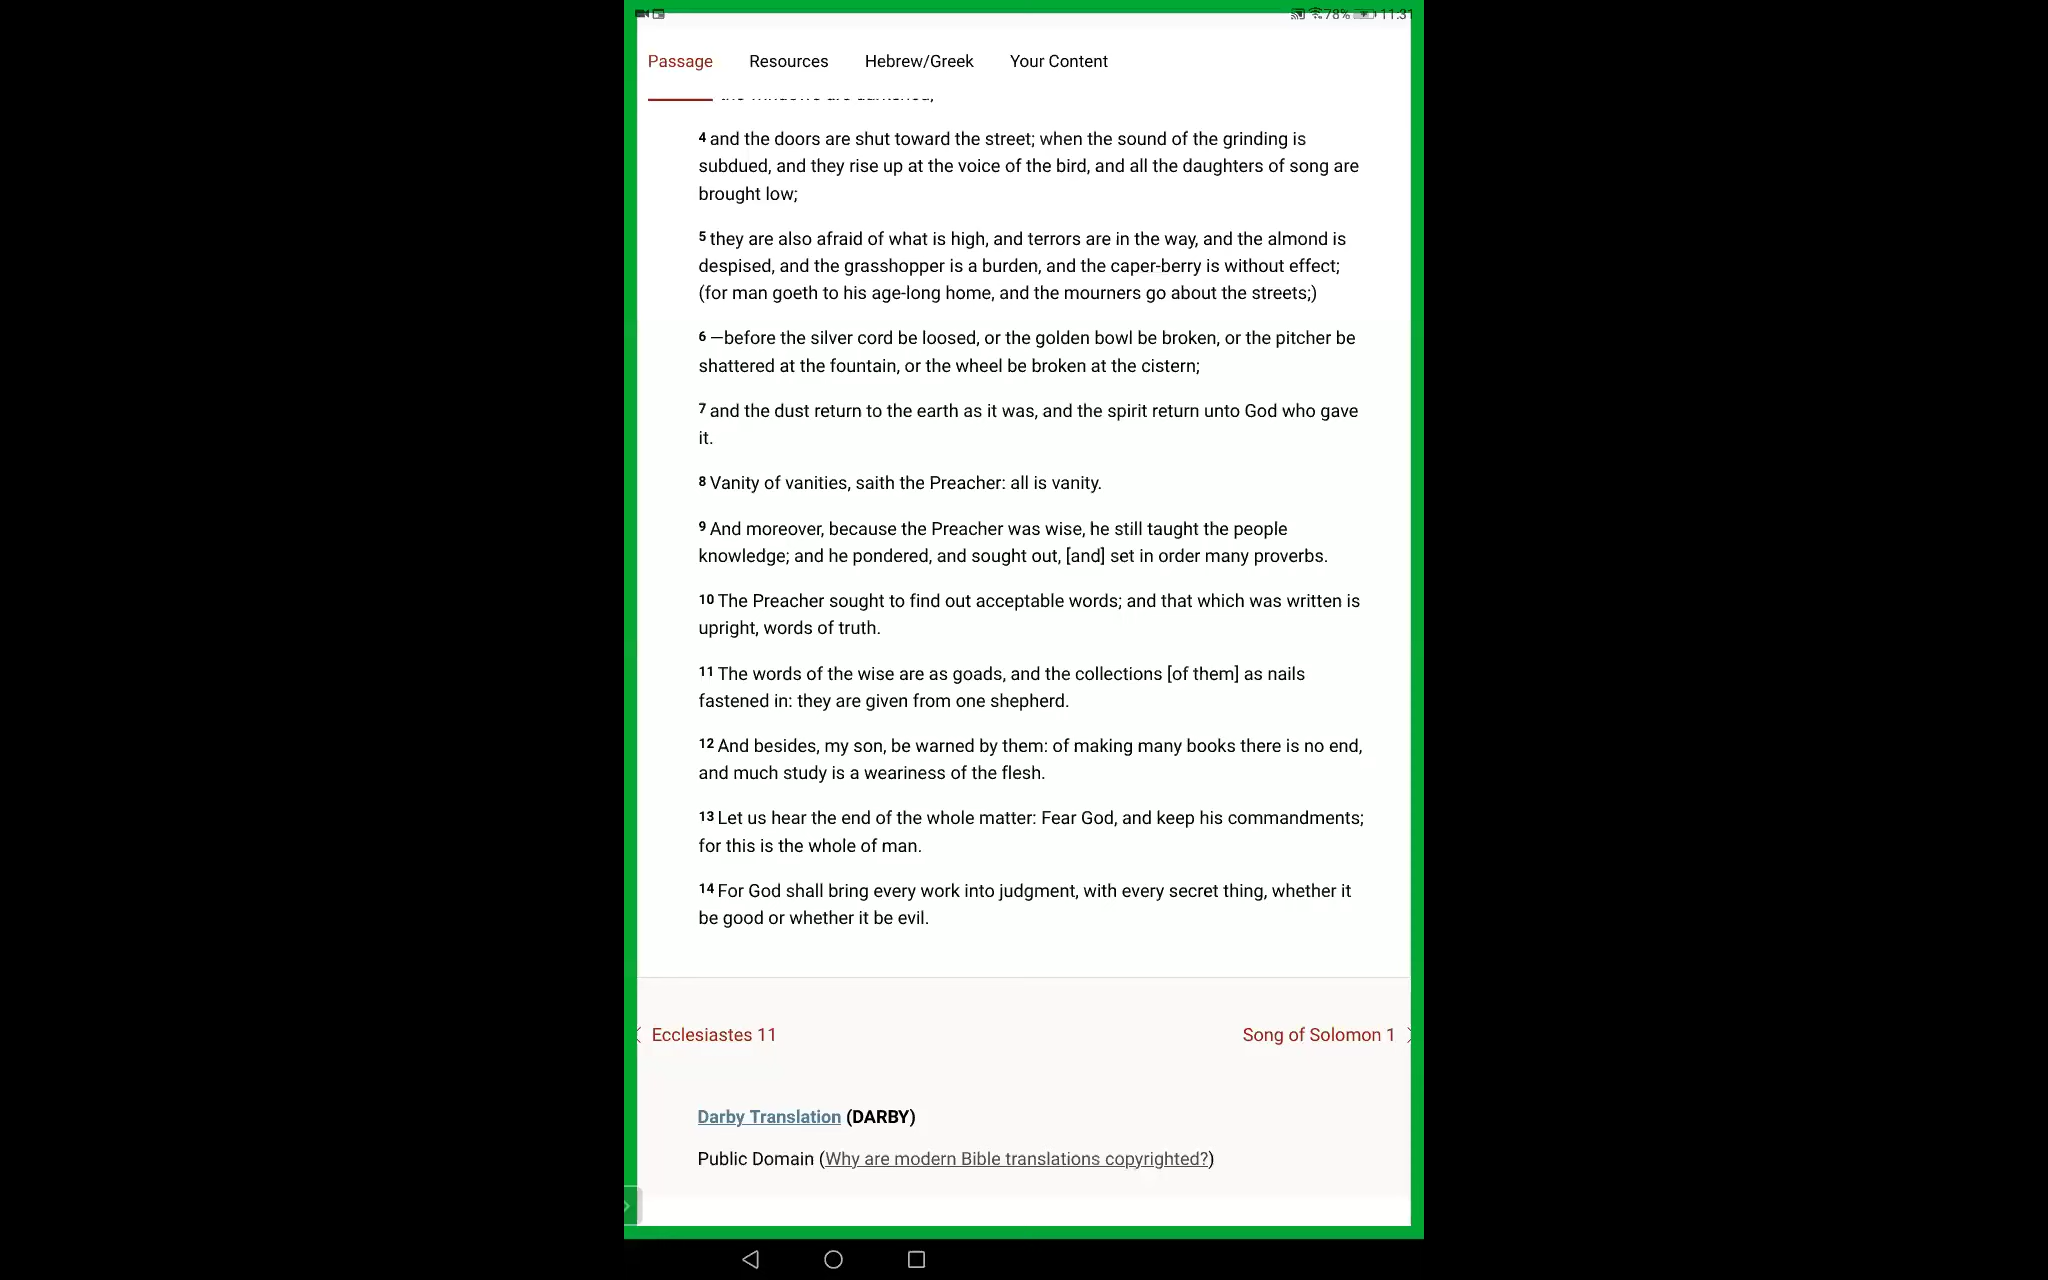 78% 11:31
Passage Resources Hebrew/Greek Your Content
the windows are darkened;
4 and the doors are shut toward the street; when the sound of the grinding is
subdued, and they rise up at the voice of the bird, and all the daughters of song are
brought low;
5 they are also afraid of what is high, and terrors are in the way, and the almond is
despised, and the grasshopper is a burden, and the caper-berry is without effect;
(for man goeth to his age-long home, and the mourners go about the streets;)
6 —before the silver cord be loosed, or the golden bowl be broken, or the pitcher be
shattered at the fountain, or the wheel be broken at the cistern;
7 and the dust return to the earth as it was, and the spirit return unto God who gave
it.
8 Vanity of vanities, saith the Preacher: all is vanity.
9 And moreover, because the Preacher was wise, he still taught the people
knowledge; and he pondered, and sought out, [and] set in order many proverbs.
10 The Preacher sought to find out acceptable words; and that which was written is
upright, words of truth.
11 The words of the wise are as goads, and the collections [of them] as nails
fastened in: they are given from one shepherd.
12 And besides, my son, be warned by them: of making many books there is no end,
and much study is a weariness of the flesh.
13 Let us hear the end of the whole matter: Fear God, and keep his commandments;
for this is the whole of man.
14 For God shall bring every work into judgment, with every secret thing, whether it
be good or whether it be evil.
Ecclesiastes 11 Song of Solomon 1
Darby Translation (DARBY)
Public Domain (Why are modern Bible translations copyrighted?)